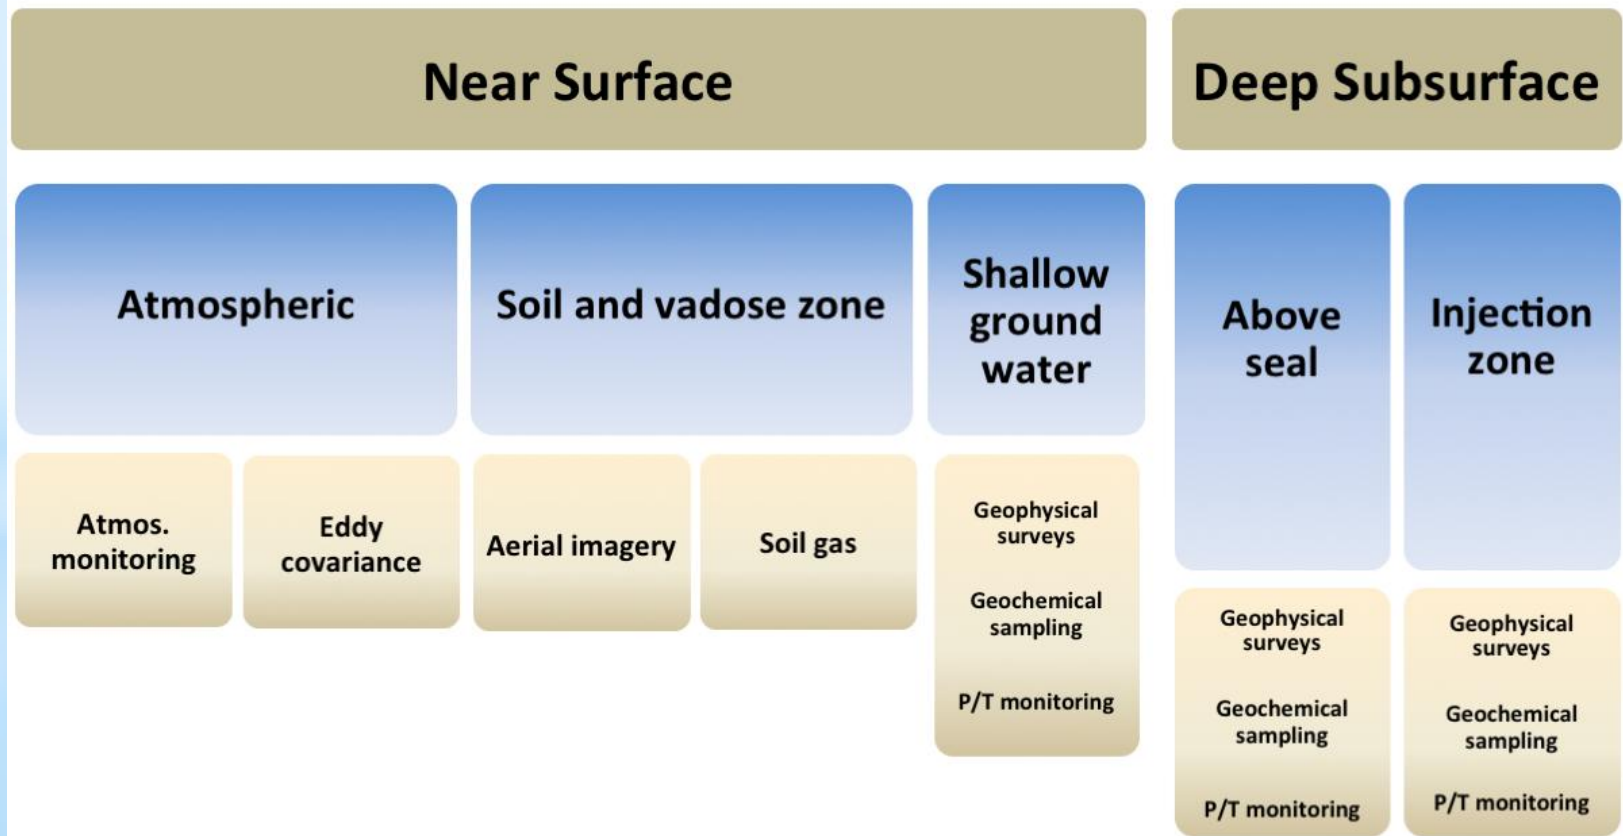 Near Surface
Deep Subsurface
Atmospheric
Soil and vadose zone
Shallow
ground
water
Above
seal
Injection
zone
Atmos.
monitoring
Eddy
covariance
Aerial imagery
Soil gas
Geophysical
surveys
Geochemical
sampling
P/T monitoring
Geophysical
surveys
Geochemical
sampling
P/T monitoring
Geophysical
surveys
Geochemical
sampling
P/T monitoring